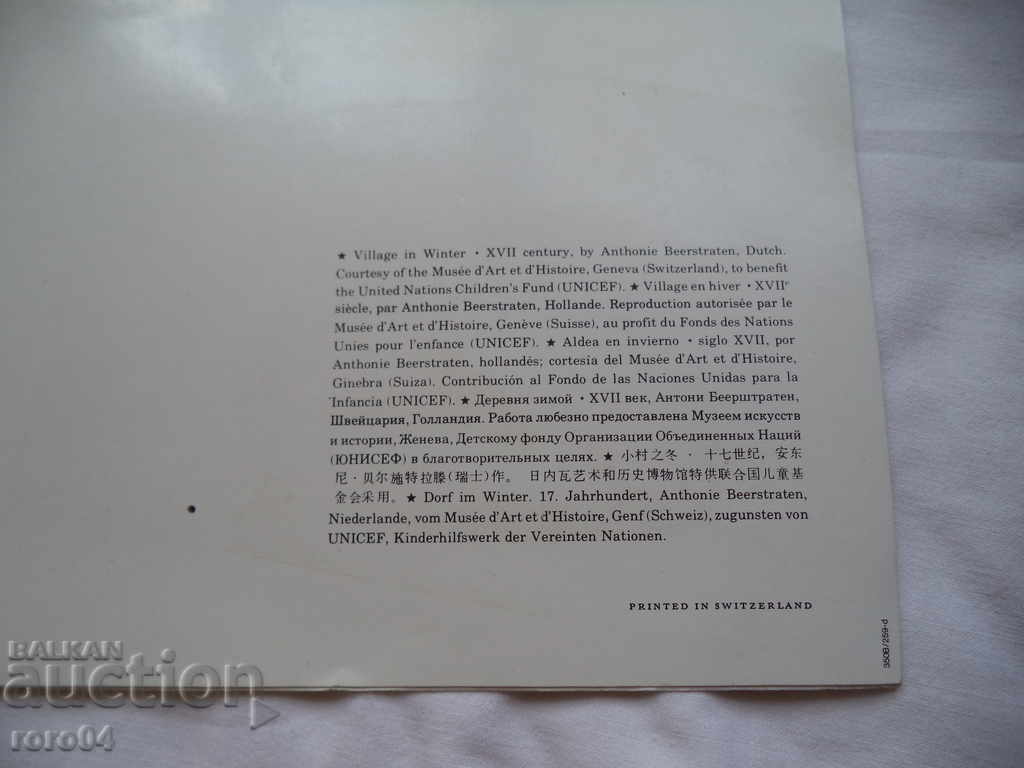 ★ Village in Winter • XVII century, by Anthonie Beerstraten, Dutch.
Courtesy of the Musée d'Art et d'Histoire, Geneva (Switzerland), to benefit
the United Nations Children's Fund (UNICEF). ★ Village en hiver • XVIIe
siècle, par Anthonie Beerstraten, Hollande. Reproduction autorisée par le
Musée d'Art et d'Histoire, Genève (Suisse), au profit du Fonds des Nations
Unies pour l'enfance (UNICEF). ★ Aldea en invierno • siglo XVII, por
Anthonie Beerstraten, hollandés; cortesía del Musée d'Art et d'Histoire,
Ginebra (Suiza). Contribución al Fondo de las Naciones Unidas para la
Infancia (UNICEF). ★ Деревня зимой • XVII век, Антони Беерштратен,
Швейцария, Голландия. Работа любезно предоставлена Музеем искусств
и истории, Женева, Детскому фонду Организации Объединенных Наций
(ЮНИСЕФ) в благотворительных целях. ★ 小村之冬 · 十七世纪，安东
尼·贝尔施特拉滕(瑞士)作。 日内瓦艺术和历史博物馆特供联合国儿童基
金会采用。★ Dorf im Winter. 17. Jahrhundert, Anthonie Beerstraten,
Niederlande, vom Musée d'Art et d'Histoire, Genf (Schweiz), zugunsten von
UNICEF, Kinderhilfswerk der Vereinten Nationen.
PRINTED IN SWITZERLAND
350B/259-d
BALKAN
auction
roro04